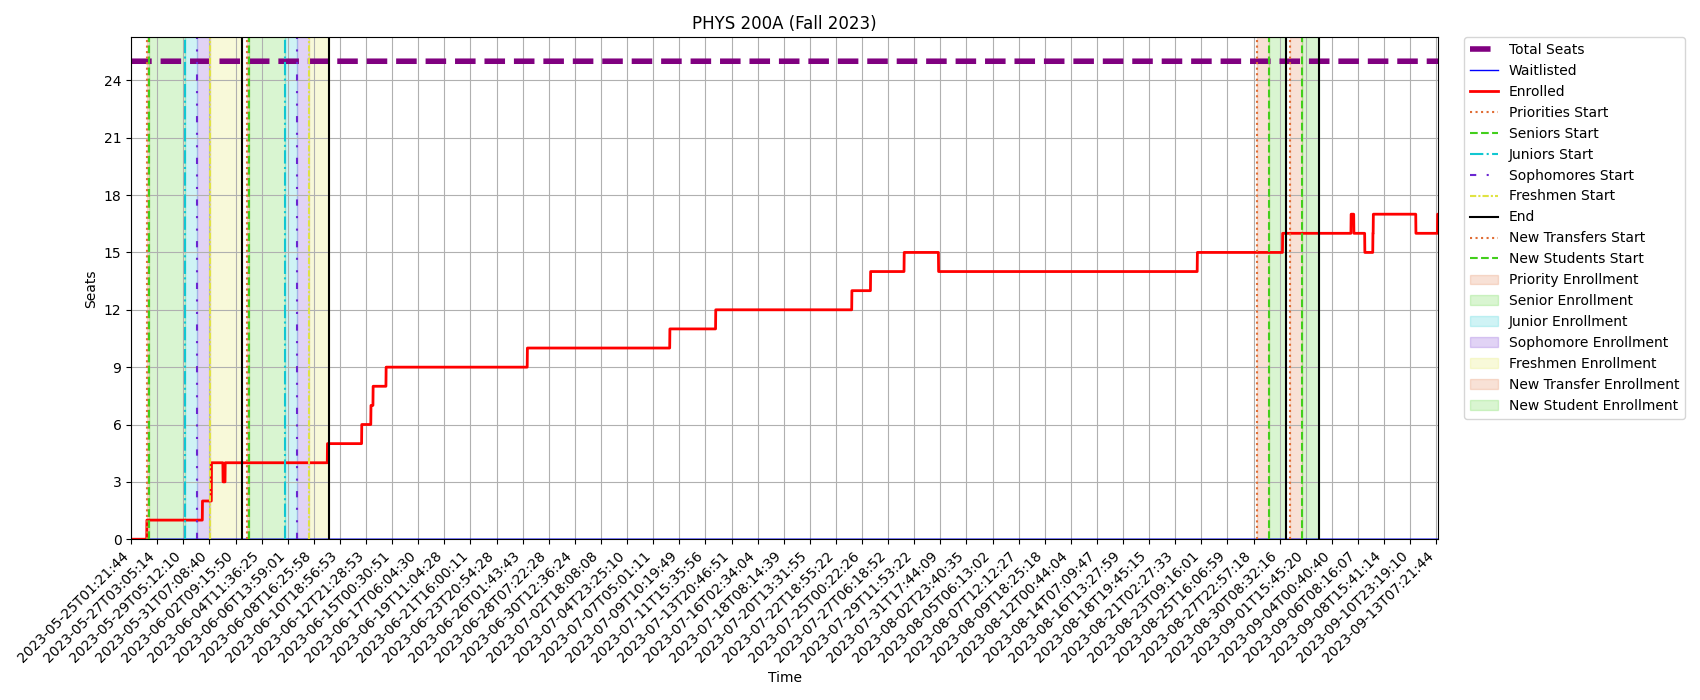 PHYS 200A (Fall 2023)
Seats
24
21
18
15
12
9
6
3
0
2023-05-25T01:21:44
2023-05-27T03:05:14
2023-05-29T05:12:10
2023-05-31T07:08:40
2023-06-02T09:15:50
2023-06-04T11:36:25
2023-06-06T13:59:01
2023-06-08T16:25:58
2023-06-10T18:56:53
2023-06-12T21:28:53
2023-06-15T00:30:51
2023-06-17T06:04:30
2023-06-19T11:04:28
2023-06-21T16:00:11
2023-06-23T20:54:28
2023-06-26T01:43:43
2023-06-28T07:22:28
2023-06-30T12:36:24
2023-07-02T18:08:08
2023-07-04T23:25:10
2023-07-07T05:01:11
2023-07-09T10:19:49
2023-07-11T15:35:56
2023-07-13T20:46:51
2023-07-16T02:34:04
2023-07-18T08:14:39
2023-07-20T13:31:55
2023-07-22T18:55:22
2023-07-25T00:22:26
2023-07-27T06:18:52
2023-07-29T11:53:22
2023-07-31T17:44:09
2023-08-02T23:40:35
2023-08-05T06:13:02
2023-08-07T12:12:27
2023-08-09T18:25:18
2023-08-12T00:44:04
2023-08-14T07:09:47
2023-08-16T13:27:59
2023-08-18T19:45:15
2023-08-21T02:27:33
2023-08-23T09:16:01
2023-08-25T16:06:59
2023-08-27T22:57:18
2023-08-30T08:32:16
2023-09-01T15:45:20
2023-09-04T00:40:40
2023-09-06T08:16:07
2023-09-08T15:41:14
2023-09-10T23:19:10
2023-09-13T07:21:44
Time
Total Seats
Waitlisted
Enrolled
Priorities Start
Seniors Start
Juniors Start
Sophomores Start
Freshmen Start
End
New Transfers Start
New Students Start
Priority Enrollment
Senior Enrollment
Junior Enrollment
Sophomore Enrollment
Freshmen Enrollment
New Transfer Enrollment
New Student Enrollment